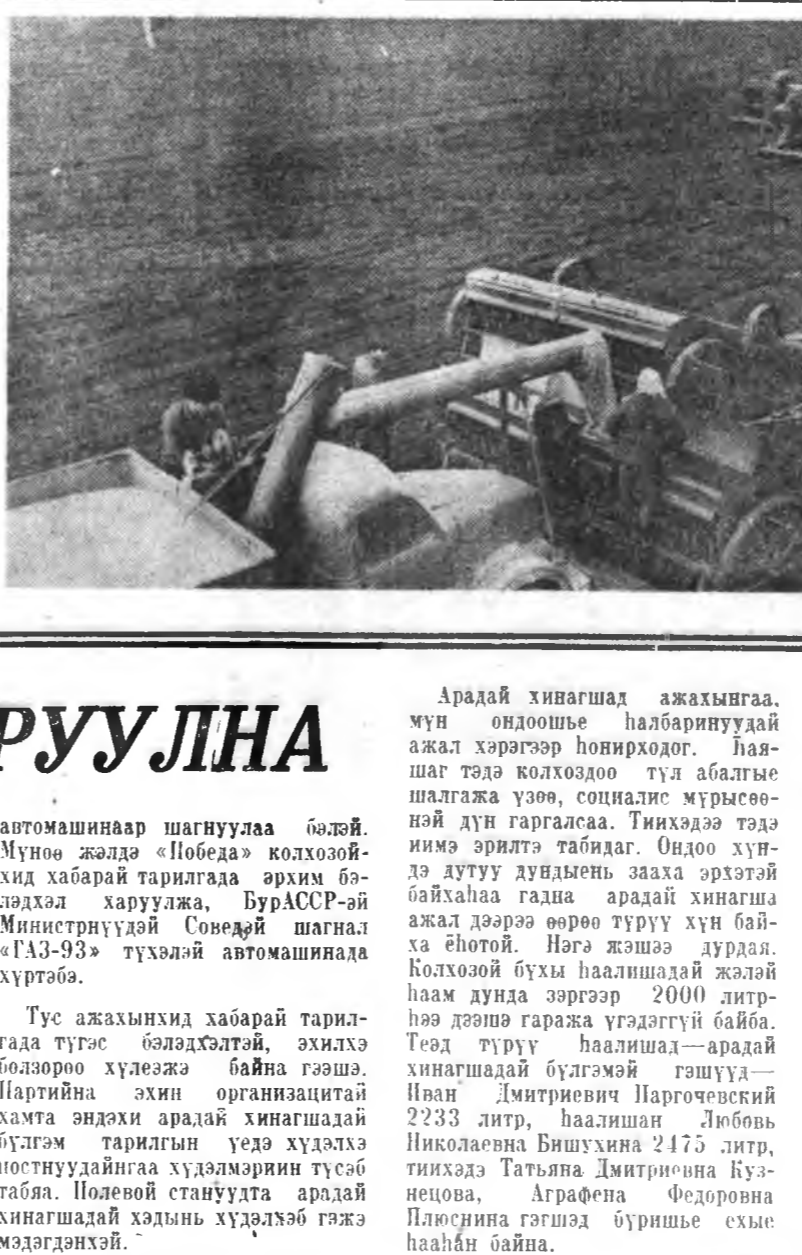 РУУЛНА
автомашинаар шагнуулаа бэлэй.
Мүнөө жэлдэ «Победа» колхозой-
хид хабарай тарилгада эрхим бэ-
лэдхэл харуулжа, БурАССР-эй
Министрнүүдэй Советэй шагнал
«ГАЗ-93» түхэлэй автомашинада
хүртэбэ.
Тус ажахынхид хабарай тарил-
гада түгэс бэлэдхэлтэй, эхилхэ
болзороо хүлеэжэ байна гээшэ.
Партийна эхин организацитай
хамта эндэхи арадай хинагшадай
бүлгэм тарилгын үедэ хүдэлхэ
постнуудайнгаа хүдэлмэриин түсэб
табяа. Полевой стануудта арадай
хинагшадай хэдынь хүдэлхэб гэжэ
мэдэгдэнхэй.
Арадай хинагшад ажахынгаа,
мүн ондоошье һалбаринуудай
ажал хэрэгээр һонирходог. Һая-
шаг тэдэ колхоздоо түл абалгые
шалгажа үзөө, социалис мүрысөө-
нэй дүн гаргалсаа. Тиихэдээ тэдэ
иимэ эрилтэ табидаг. Ондоо хүн-
дэ дутуу дундыень зааха эрхэтэй
байхаһаа гадна арадай хинагша
ажал дээрээ өөрөө түрүү хүн бай-
ха ёһотой. Нэгэ жэшээ дурдая.
Колхозой бүхы һаалишадай жэлэй
һаам дунда зэргээр 2000 литр-
һээ дээшэ гаража үгэдэггүй байба.
Теэд түрүү һаалишад—арадай
хинагшадай бүлгэмэй гэшүүд—
Иван Дмитриевич Паргочевский
2233 литр, һаалишан Любовь
Николаевна Бишухина 2475 литр,
тиихэдэ Татьяна Дмитриевна Куз-
нецова, Аграфена Федоровна
Плюснина гэгшэд бүришье ехые
һааһан байна.